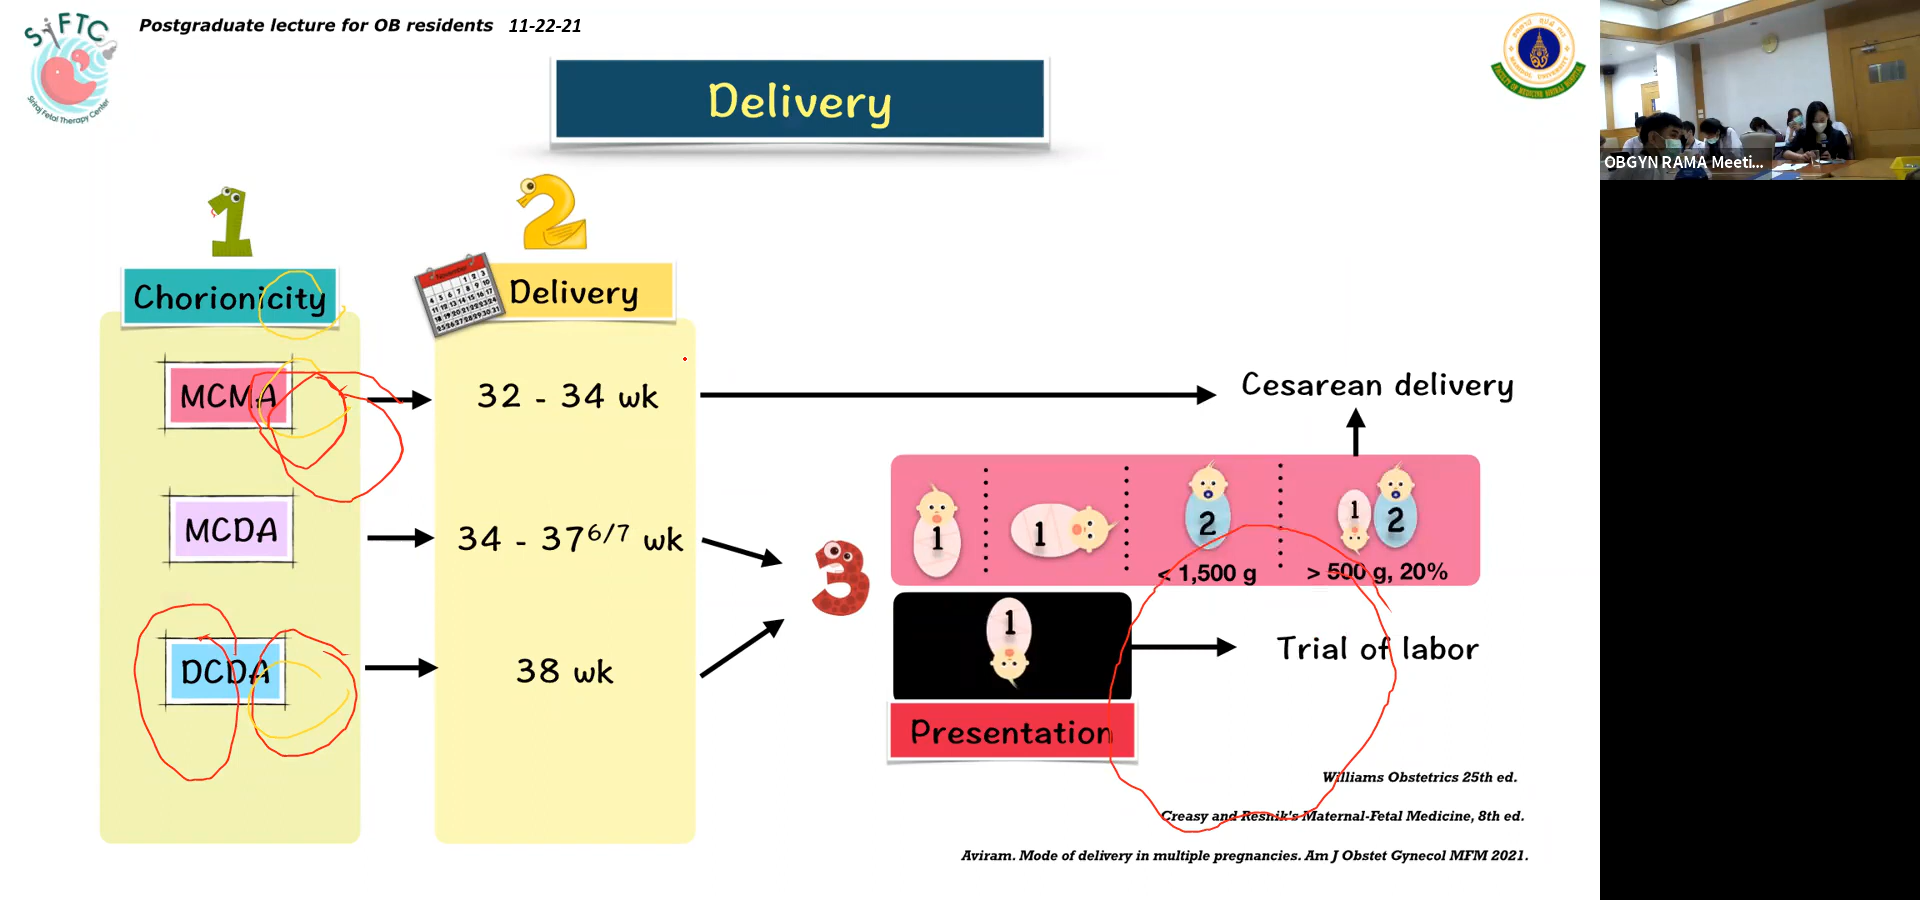 SiFTC
Siriraj Fetal Therapy Center
Postgraduate lecture for OB residents 11-22-21
Delivery
OBGYN RAMA Meeti...
1
2
Chorionicity
November
Delivery
MCMA
32 - 34 wk
Cesarean delivery
MCDA
34 - 37 6/7 wk
3
1
1
2
1
2
< 1,500 g
> 500 g, 20%
DCDA
38 wk
1
Trial of labor
Presentation
Williams Obstetrics 25th ed.
Creasy and Resnik's Maternal-Fetal Medicine, 8th ed.
Aviram. Mode of delivery in multiple pregnancies. Am J Obstet Gynecol MFM 2021.